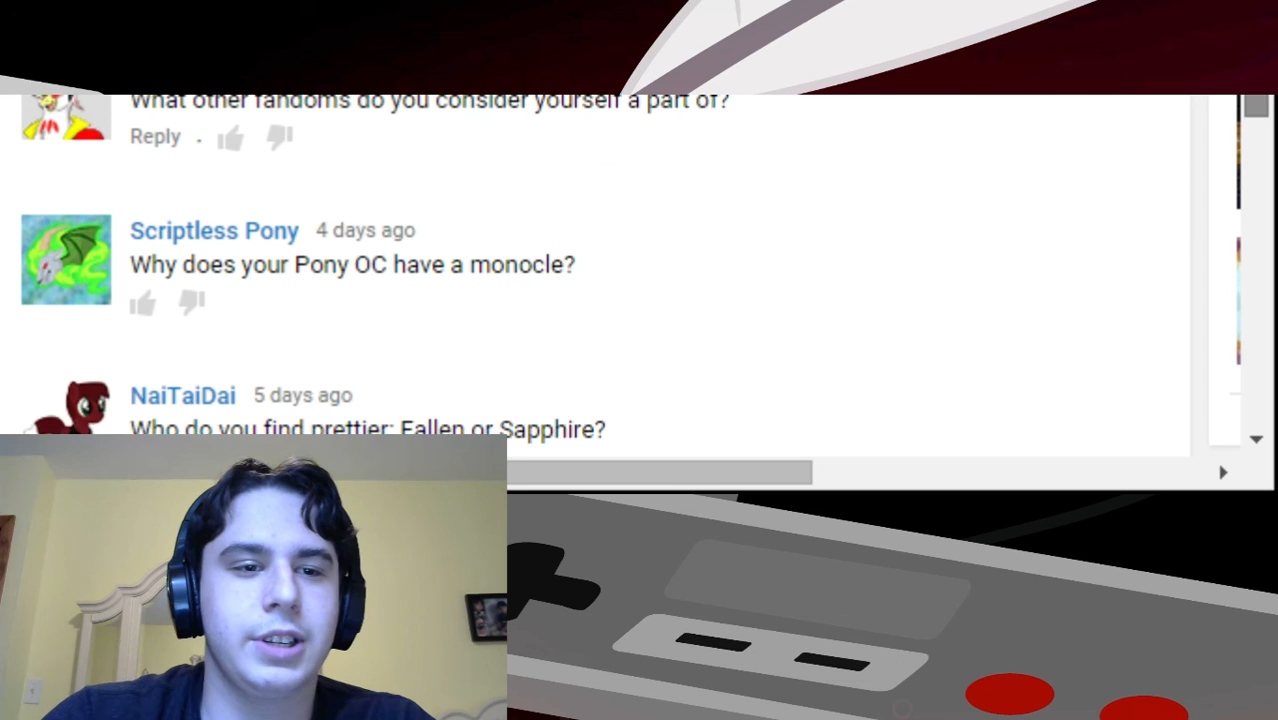 What other fandoms do you consider yourself a part of?
Reply .
Scriptless Pony 4 days ago
Why does your Pony OC have a monocle?
NaiTaiDai 5 days ago
Who do you find prettier: Fallen or Sapphire?